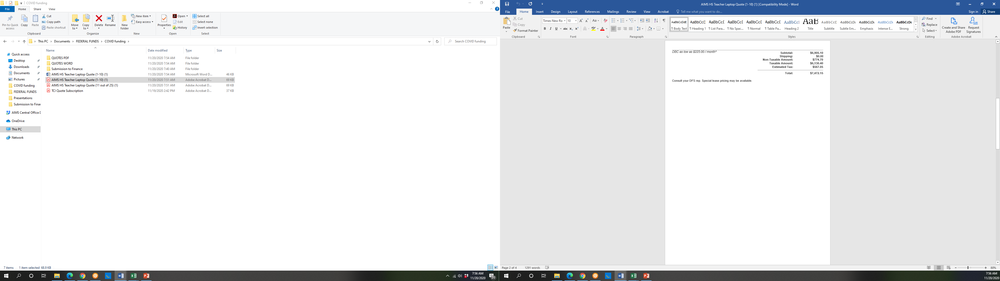 COVID funding
File Home Share View
Pin to Quick access
Copy
Paste
Cut
Copy path
Paste shortcut
Clipboard
Move to
Copy to
Delete
Rename
Organize
New folder
New item
Easy access
New
Properties
Open
Edit
History
Open
Select all
Select none
Invert selection
Select
This PC > Documents > FEDERAL FUNDS > COVID funding >
Search COVID funding
Name Date modified Type Size
QUOTES PDF 11/20/2020 7:54 AM File folder
QUOTES WORD 11/20/2020 7:54 AM File folder
Submission to Finance 11/20/2020 7:40 AM File folder
AIMS HS Teacher Laptop Quote (1-10) (1) 11/20/2020 7:54 AM Microsoft Word D... 46 KB
AIMS HS Teacher Laptop Quote (1-10) (1) 11/20/2020 7:51 AM Adobe Acrobat D... 69 KB
AIMS HS Teacher Laptop Quote (11 out of 25) (1) 11/20/2020 7:51 AM Adobe Acrobat D... 69 KB
TCI Quote Subscription 11/19/2020 2:42 PM Adobe Acrobat D... 37 KB
Quick access
Desktop
Downloads
Documents
Pictures
COVID funding
FEDERAL FUNDS
Presentations
Submission to Finan
AIMS Central Office D
OneDrive
This PC
Network
7 items 1 item selected 68.9 KB
7:56 AM
11/20/2020
20
AIMS HS Teacher Laptop Quote (1-10) (1) [Compatibility Mode] - Word
File Home Insert Design Layout References Mailings Review View Acrobat Tell me what you want to do...
Sign in Share
Paste
Cut
Copy
Format Painter
Clipboard
Times New Ro 10
Font
Paragraph
AaBbCcDdE ¶ Body Text
AaBbCcD ¶ Heading 1
AaBbCcI ¶ List Para...
AaBbCcI ¶ No Spac...
AaBbCcI ¶ Normal
AaBbCcI ¶ Table Pa...
AaBbCcI Heading 2
AaB Title
AaBbCcD Subtitle
AaBbCcDc Subtle Em...
AaBbCcDc Emphasis
AaBbCcDc Intense E...
AaBbCcDc Strong
Styles
Find
Replace
Select
Editing
Create and Share Adobe PDF
Request Signatures
Adobe Acrobat
DBC as low as $225.00 / month^
Subtotal: $6,905.10
Shipping: $0.00
Non-Taxable Amount: $774.70
Taxable Amount: $6,130.40
Estimated Tax: $567.05
Total: $7,472.15
Consult your DFS rep. Special lease pricing may be available.
Page 2 of 4 1291 words
80%
7:56 AM
11/20/2020